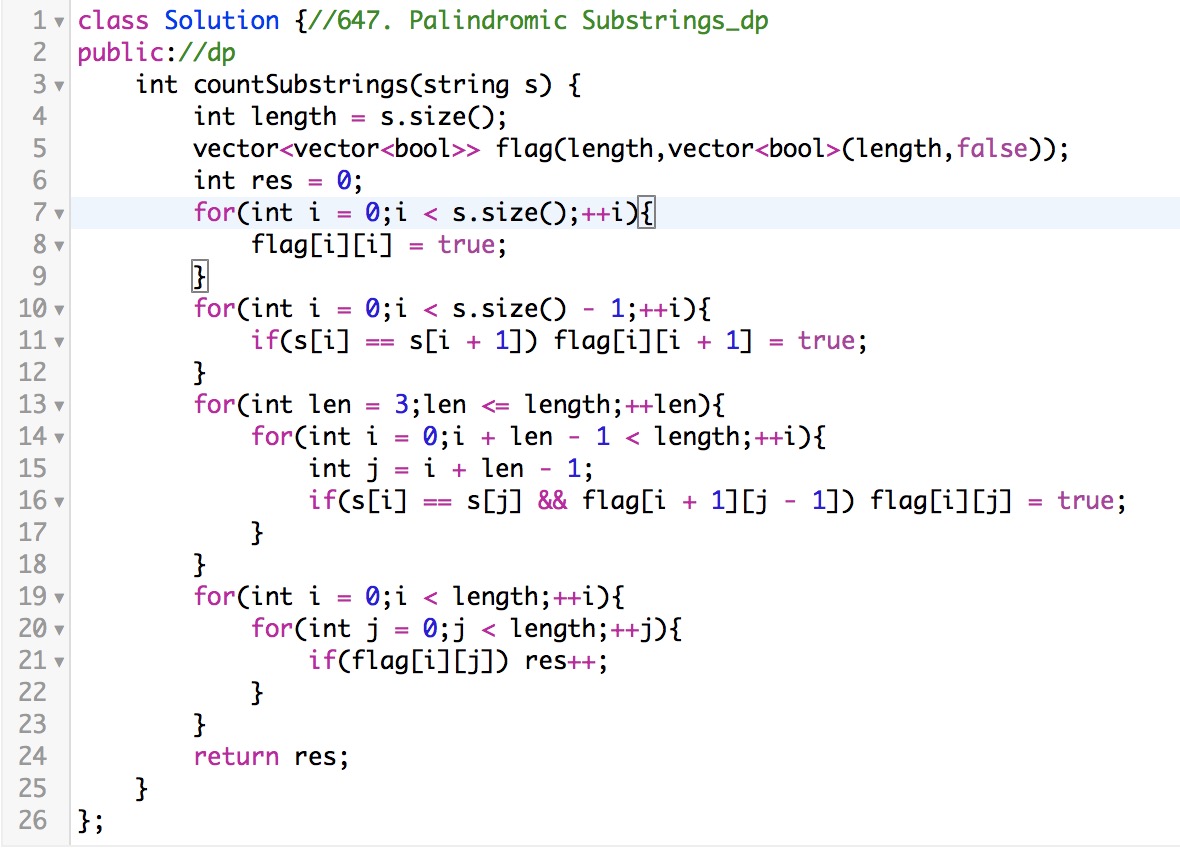 1 class Solution {//647. Palindromic Substrings_dp
2 public://dp
3     int countSubstrings(string s) {
4         int length = s.size();
5         vector<vector<bool>> flag(length,vector<bool>(length,false));
6         int res = 0;
7         for(int i = 0;i < s.size();++i){
8             flag[i][i] = true;
9         }
10         for(int i = 0;i < s.size() - 1;++i){
11             if(s[i] == s[i + 1]) flag[i][i + 1] = true;
12         }
13         for(int len = 3;len <= length;++len){
14             for(int i = 0;i + len - 1 < length;++i){
15                 int j = i + len - 1;
16                 if(s[i] == s[j] && flag[i + 1][j - 1]) flag[i][j] = true;
17             }
18         }
19         for(int i = 0;i < length;++i){
20             for(int j = 0;j < length;++j){
21                 if(flag[i][j]) res++;
22             }
23         }
24         return res;
25     }
26 };